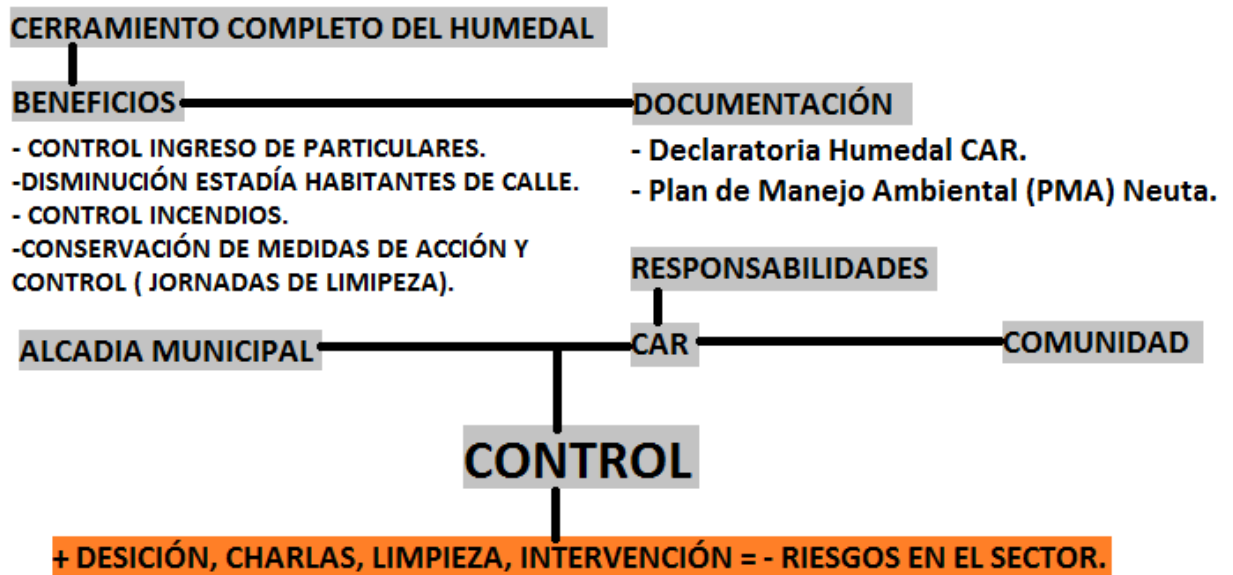 CERRAMIENTO COMPLETO DEL HUMEDAL
BENEFICIOS
- CONTROL INGRESO DE PARTICULARES.
-DISMINUCIÓN ESTADÍA HABITANTES DE CALLE.
- CONTROL INCENDIOS.
-CONSERVACIÓN DE MEDIDAS DE ACCIÓN Y
CONTROL ( JORNADAS DE LIMIPEZA).
DOCUMENTACIÓN
- Declaratoria Humedal CAR.
- Plan de Manejo Ambiental (PMA) Neuta.
RESPONSABILIDADES
ALCADIA MUNICIPAL
CAR
COMUNIDAD
CONTROL
+ DESICIÓN, CHARLAS, LIMPIEZA, INTERVENCIÓN = - RIESGOS EN EL SECTOR.